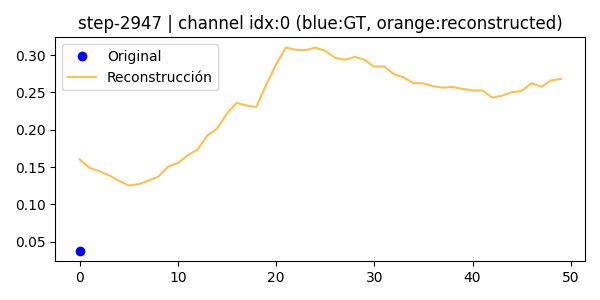 step-2947 | channel idx:0 (blue:GT, orange:reconstructed)
Original
Reconstrucción
0.30
0.25
0.20
0.15
0.10
0.05
0 10 20 30 40 50